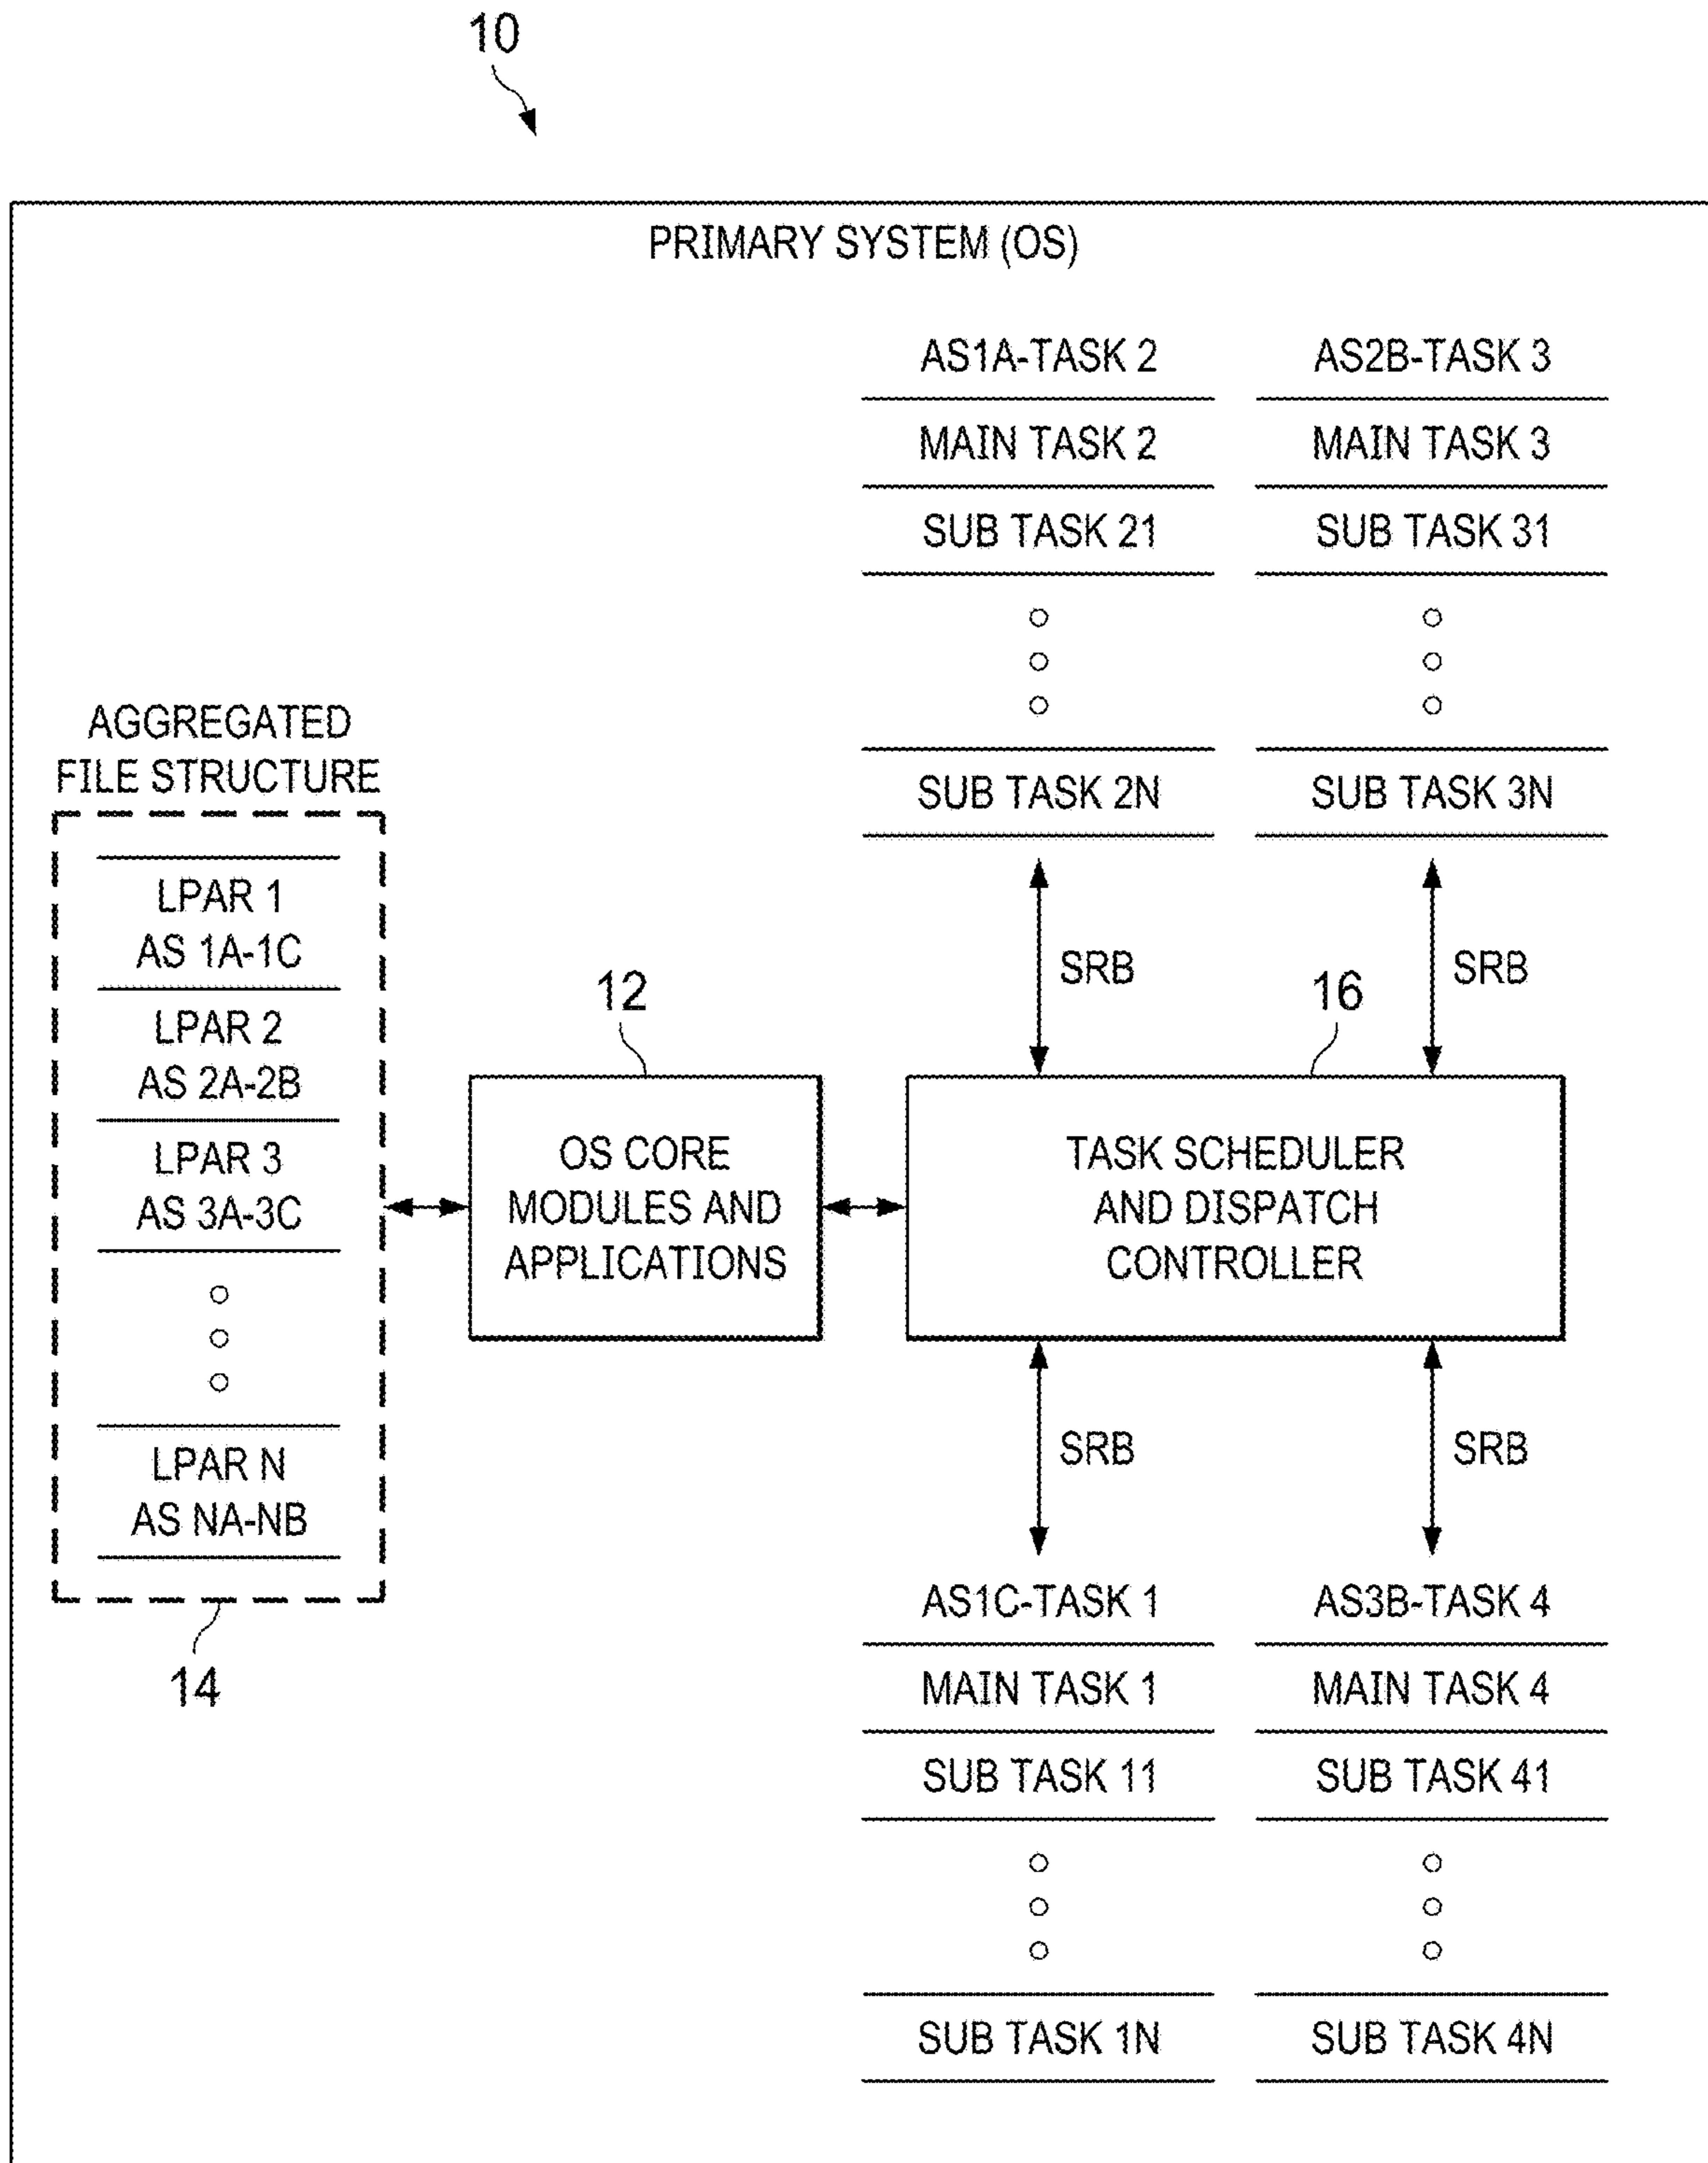 10
PRIMARY SYSTEM (OS)
AS1A-TASK 2
MAIN TASK 2
SUB TASK 21
SUB TASK 2N
AS2B-TASK 3
MAIN TASK 3
SUB TASK 31
SUB TASK 3N
AGGREGATED
FILE STRUCTURE
LPAR 1
AS 1A-1C
LPAR 2
AS 2A-2B
LPAR 3
AS 3A-3C
LPAR N
AS NA-NB
14
12
OS CORE
MODULES AND
APPLICATIONS
SRB
SRB
16
TASK SCHEDULER
AND DISPATCH
CONTROLLER
SRB
SRB
AS1C-TASK 1
MAIN TASK 1
SUB TASK 11
SUB TASK 1N
AS3B-TASK 4
MAIN TASK 4
SUB TASK 41
SUB TASK 4N